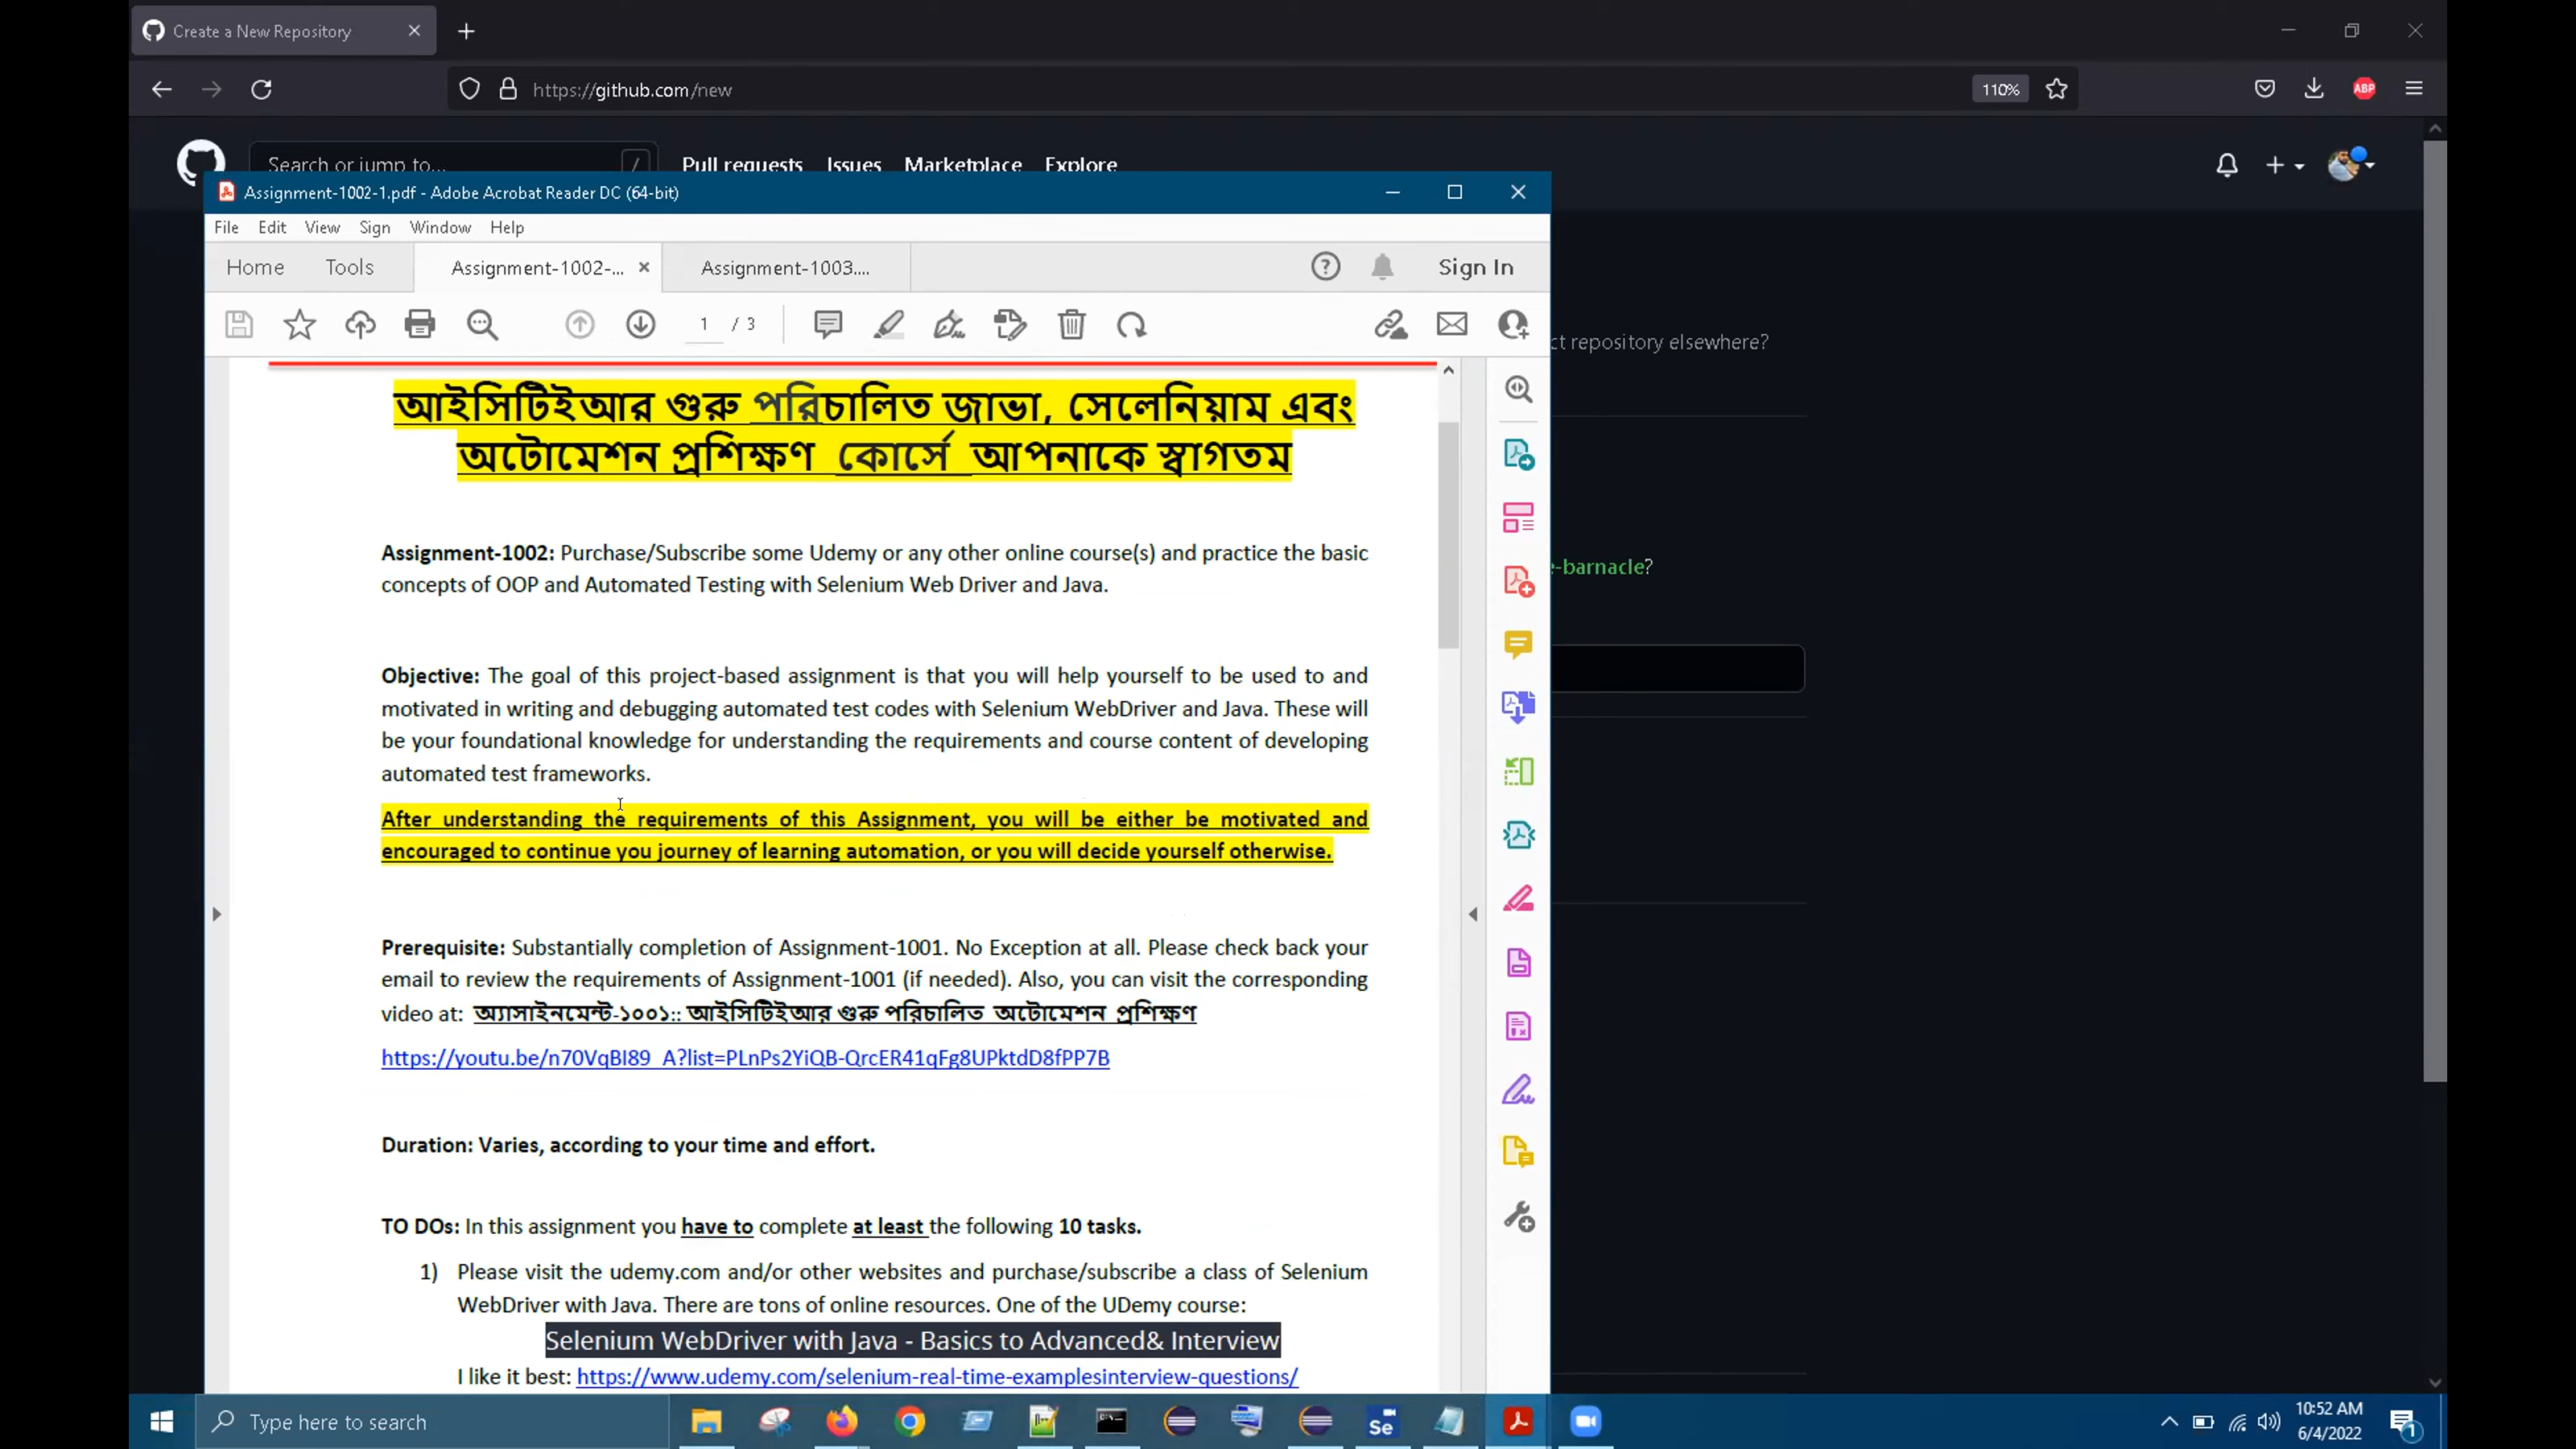 Create a New Repository
https://github.com/new
110%
ABP
Search or jump to...
/
Pull requests Issues Marketplace Explore
Assignment-1002-1.pdf - Adobe Acrobat Reader DC (64-bit)
File Edit View Sign Window Help
Home Tools Assignment-1002-... Assignment-1003.... Sign In
1 / 3
ct repository elsewhere?
আইসিটিইআর গুরু পরিচালিত জাভা, সেলেনিয়াম এবং
অটোমেশন প্রশিক্ষণ কোর্সে আপনাকে স্বাগতম
Assignment-1002: Purchase/Subscribe some Udemy or any other online course(s) and practice the basic
concepts of OOP and Automated Testing with Selenium Web Driver and Java.
e-barnacle?
Objective: The goal of this project-based assignment is that you will help yourself to be used to and
motivated in writing and debugging automated test codes with Selenium WebDriver and Java. These will
be your foundational knowledge for understanding the requirements and course content of developing
automated test frameworks.
After understanding the requirements of this Assignment, you will be either be motivated and
encouraged to continue you journey of learning automation, or you will decide yourself otherwise.
Prerequisite: Substantially completion of Assignment-1001. No Exception at all. Please check back your
email to review the requirements of Assignment-1001 (if needed). Also, you can visit the corresponding
video at: অ্যাসাইনমেন্ট-১০০১:: আইসিটিইআর গুরু পরিচালিত অটোমেশন প্রশিক্ষণ
https://youtu.be/n70VqBI89_A?list=PLnPs2YiQB-QrcER41qFg8UPktdD8fPP7B
Duration: Varies, according to your time and effort.
TO DOs: In this assignment you have to complete at least the following 10 tasks.
1) Please visit the udemy.com and/or other websites and purchase/subscribe a class of Selenium
WebDriver with Java. There are tons of online resources. One of the UDemy course:
Selenium WebDriver with Java - Basics to Advanced& Interview
I like it best: https://www.udemy.com/selenium-real-time-examplesinterview-questions/
Type here to search
Se
10:52 AM
6/4/2022
1